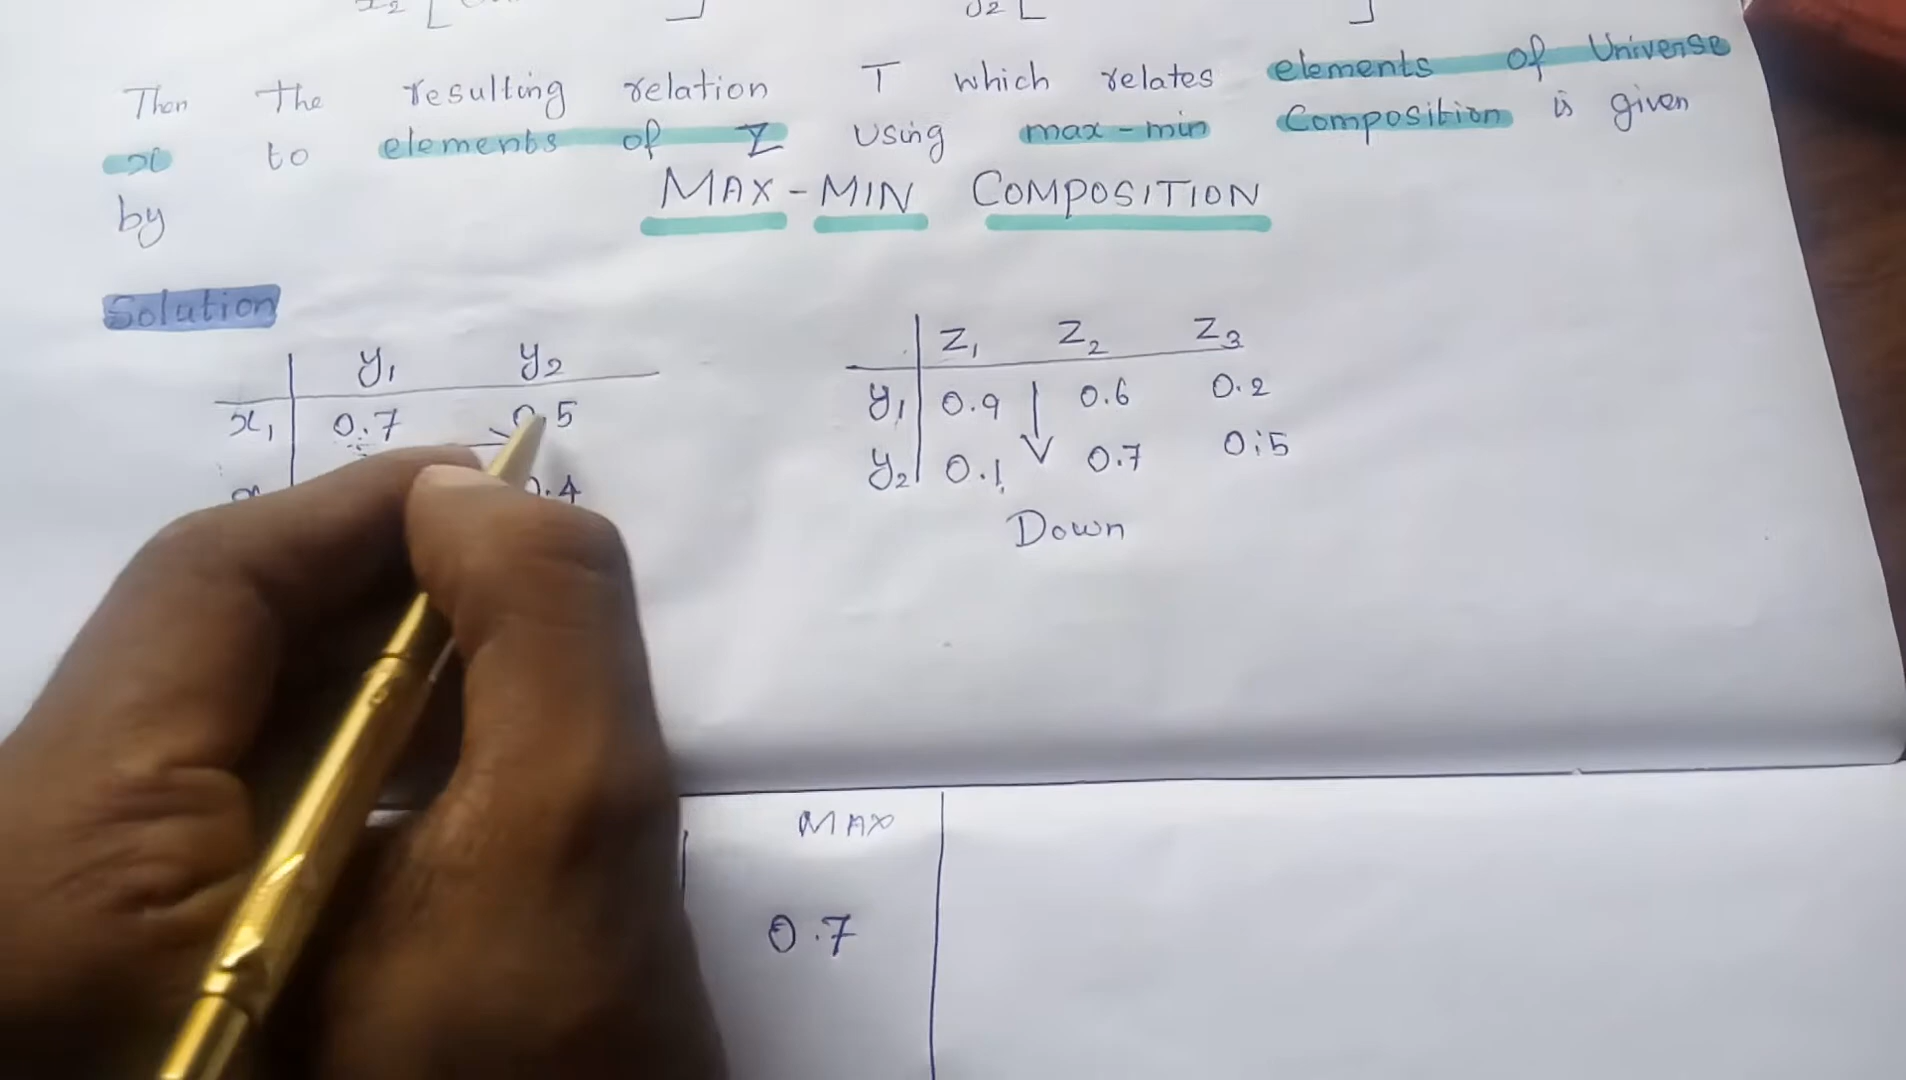 Then the resulting relation T which relates elements of Universe
x to elements of Z Using max-min Composition is given
by
MAX-MIN COMPOSITION
Solution
y1 y2
x1 0.7 0.5
0.4
Z1 Z2 Z3
y1 0.9 0.6 0.2
y2 0.1 0.7 0.5
Down
MAX
0.7